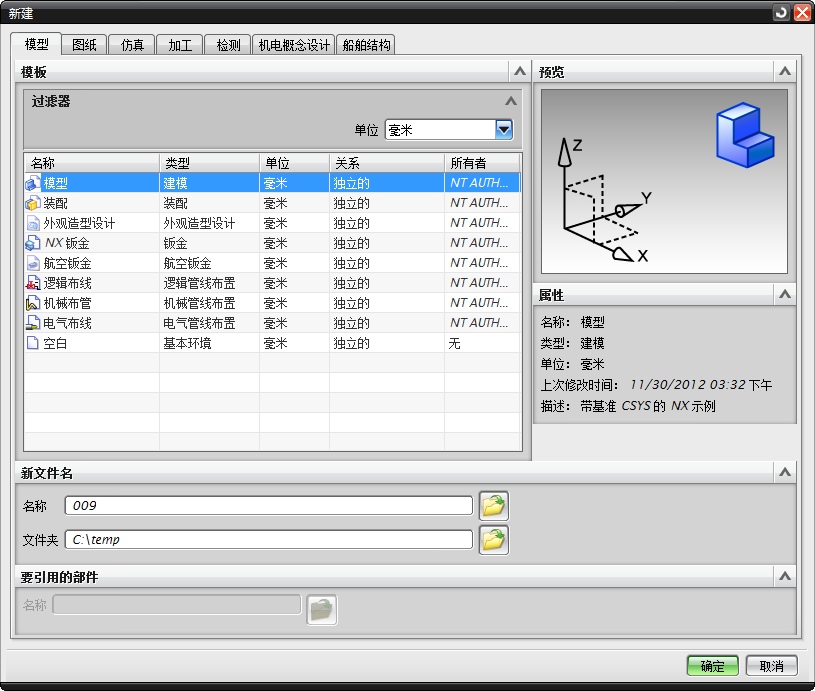 新建
模型 图纸 仿真 加工 检测 机电概念设计 船舶结构
模板
过滤器
单位 毫米
名称 类型 单位 关系 所有者
模型 建模 毫米 独立的 NT AUTH...
装配 装配 毫米 独立的 NT AUTH...
外观造型设计 外观造型设计 毫米 独立的 NT AUTH...
NX 钣金 钣金 毫米 独立的 NT AUTH...
航空钣金 航空钣金 毫米 独立的 NT AUTH...
逻辑布线 逻辑管线布置 毫米 独立的 NT AUTH...
机械布管 机械管线布置 毫米 独立的 NT AUTH...
电气布线 电气管线布置 毫米 独立的 NT AUTH...
空白 基本环境 毫米 独立的 无
预览
Z
Y
X
属性
名称： 模型
类型： 建模
单位： 毫米
上次修改时间： 11/30/2012 03:32 下午
描述： 带基准 CSYS 的 NX 示例
新文件名
名称 009
文件夹 C:\temp
要引用的部件
名称
确定 取消